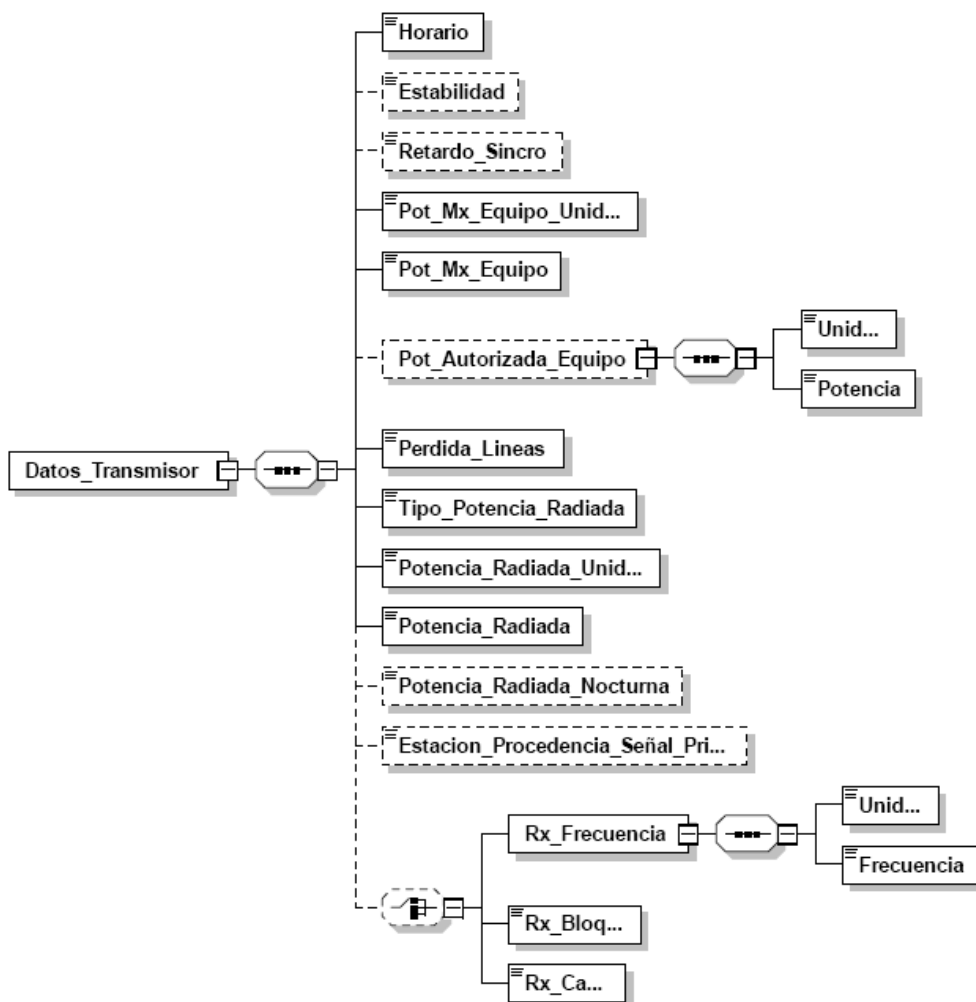 Horario
Estabilidad
Retardo_Sincro
Pot_Mx_Equipo_Unid...
Pot_Mx_Equipo
Pot_Autorizada_Equipo
Unid...
Potencia
Perdida_Lineas
Datos_Transmisor
Tipo_Potencia_Radiada
Potencia_Radiada_Unid...
Potencia_Radiada
Potencia_Radiada_Nocturna
Estacion_Procedencia_Señal_Pri...
Rx_Frecuencia
Unid...
Frecuencia
Rx_Bloq...
Rx_Ca...